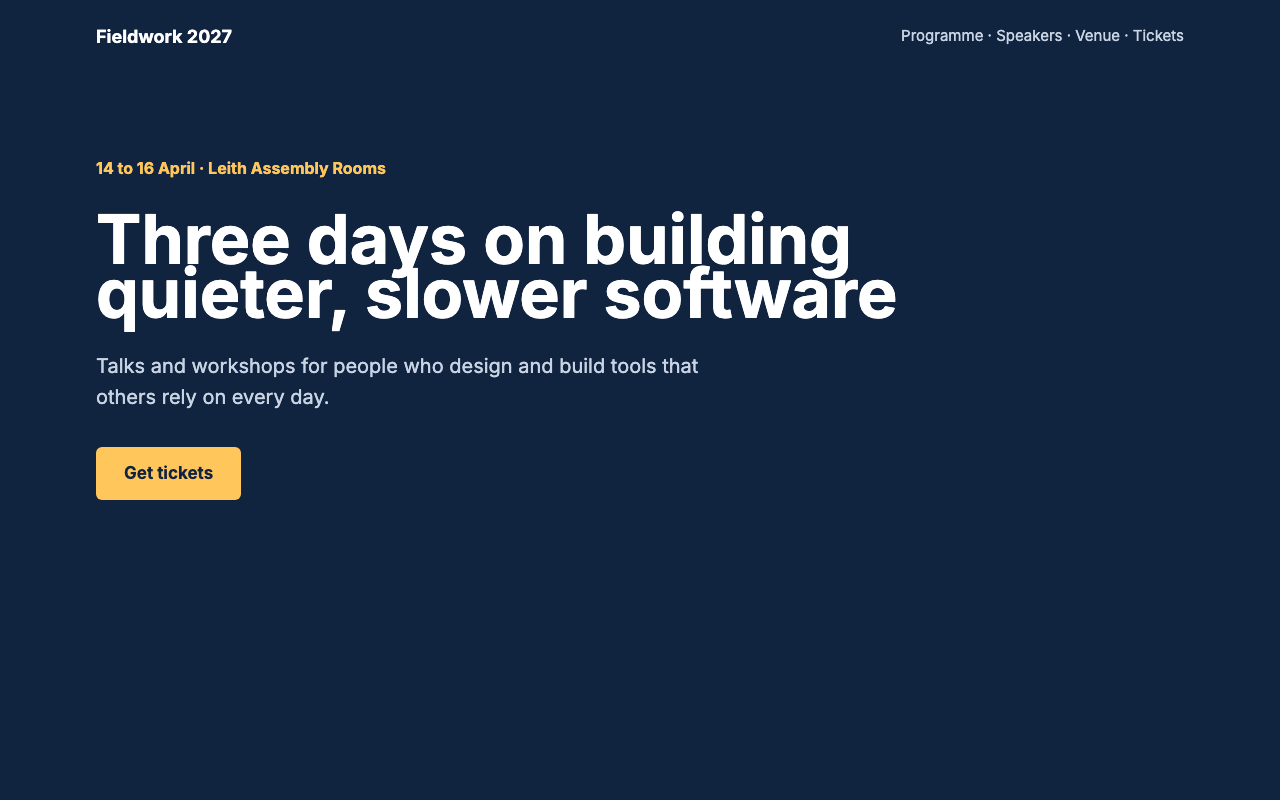 Fieldwork 2027
Programme · Speakers · Venue · Tickets
14 to 16 April · Leith Assembly Rooms
Three days on building
quieter, slower software
Talks and workshops for people who design and build tools that
others rely on every day.
Get tickets